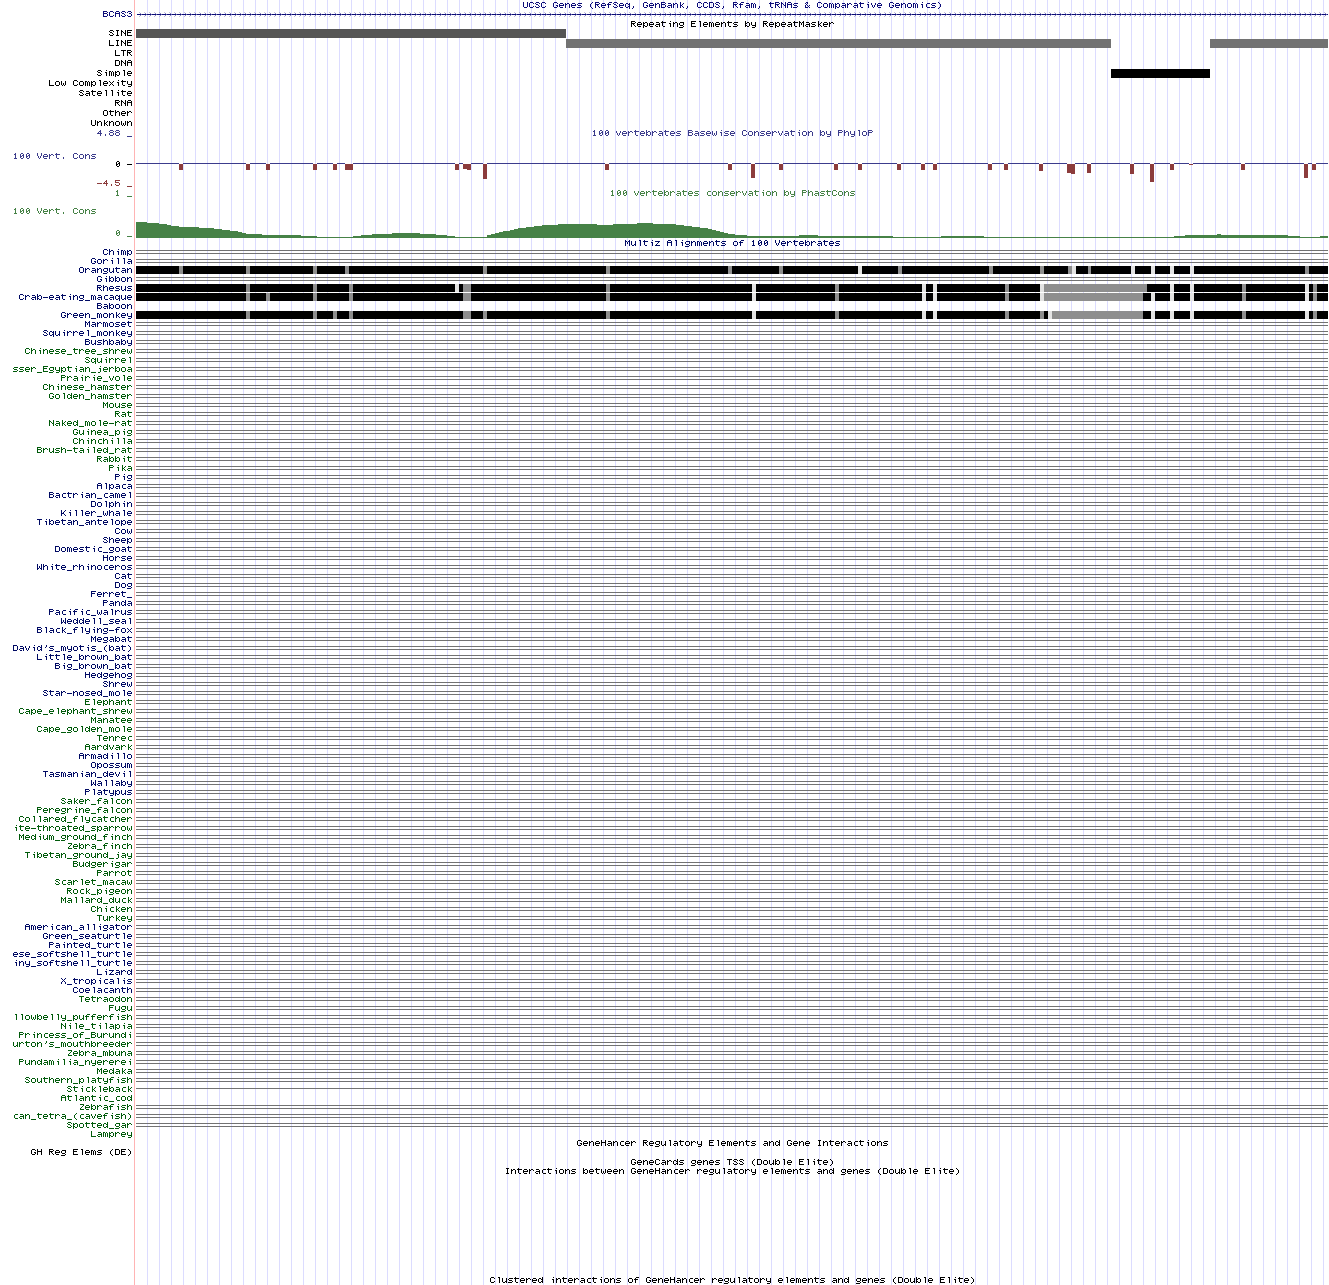 UCSC Genes (RefSeq, GenBank, CCDS, Rfam, tRNAs & Comparative Genomics)
BCAS3
Repeating Elements by RepeatMasker
SINE
LINE
LTR
DNA
Simple
Low Complexity
Satellite
RNA
Other
Unknown
4.88 _
100 vertebrates Basewise Conservation by PhyloP
100 Vert. Cons
0 -
-4.5 _
100 vertebrates conservation by PhastCons
1 _
100 Vert. Cons
0 _
Multiz Alignments of 100 Vertebrates
Chimp
Gorilla
Orangutan
Gibbon
Rhesus
Crab-eating_macaque
Baboon
Green_monkey
Marmoset
Squirrel_monkey
Bushbaby
Chinese_tree_shrew
Squirrel
sser_Egyptian_jerboa
Prairie_vole
Chinese_hamster
Golden_hamster
Mouse
Rat
Naked_mole-rat
Guinea_pig
Chinchilla
Brush-tailed_rat
Rabbit
Pika
Pig
Alpaca
Bactrian_camel
Dolphin
Killer_whale
Tibetan_antelope
Cow
Sheep
Domestic_goat
Horse
White_rhinoceros
Cat
Dog
Ferret_
Panda
Pacific_walrus
Weddell_seal
Black_flying-fox
Megabat
David's_myotis_(bat)
Little_brown_bat
Big_brown_bat
Hedgehog
Shrew
Star-nosed_mole
Elephant
Cape_elephant_shrew
Manatee
Cape_golden_mole
Tenrec
Aardvark
Armadillo
Opossum
Tasmanian_devil
Wallaby
Platypus
Saker_falcon
Peregrine_falcon
Collared_flycatcher
ite-throated_sparrow
Medium_ground_finch
Zebra_finch
Tibetan_ground_jay
Budgerigar
Parrot
Scarlet_macaw
Rock_pigeon
Mallard_duck
Chicken
Turkey
American_alligator
Green_seaturtle
Painted_turtle
ese_softshell_turtle
iny_softshell_turtle
Lizard
X_tropicalis
Coelacanth
Tetraodon
Fugu
llowbelly_pufferfish
Nile_tilapia
Princess_of_Burundi
urton's_mouthbreeder
Zebra_mbuna
Pundamilia_nyererei
Medaka
Southern_platyfish
Stickleback
Atlantic_cod
Zebrafish
can_tetra_(cavefish)
Spotted_gar
Lamprey
GeneHancer Regulatory Elements and Gene Interactions
GH Reg Elems (DE)
GeneCards genes TSS (Double Elite)
Interactions between GeneHancer regulatory elements and genes (Double Elite)
Clustered interactions of GeneHancer regulatory elements and genes (Double Elite)